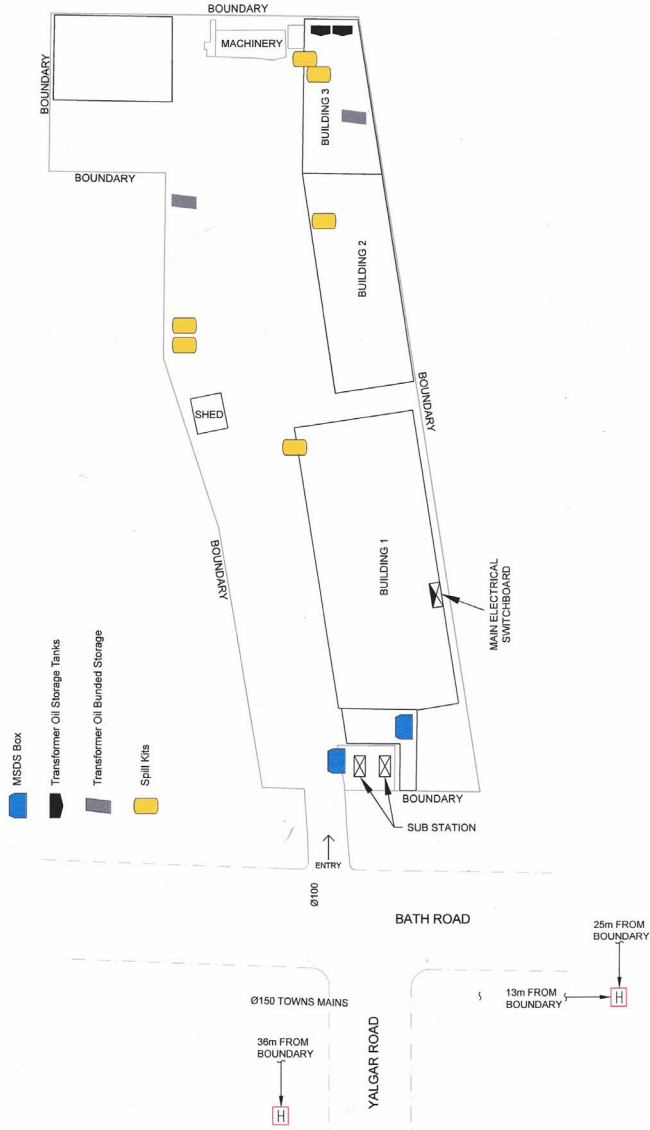 BOUNDARY
BOUNDARY
MACHINERY
BUILDING 3
BOUNDARY
BUILDING 2
BOUNDARY
SHED
BOUNDARY
BUILDING 1
MAIN ELECTRICAL
SWITCHBOARD
MSDS Box
Transformer Oil Storage Tanks
Transformer Oil Bunded Storage
Spill Kits
BOUNDARY
SUB STATION
ENTRY
Ø100
BATH ROAD
25m FROM
BOUNDARY
13m FROM
BOUNDARY
H
Ø150 TOWNS MAINS
36m FROM
BOUNDARY
YALGAR ROAD
H